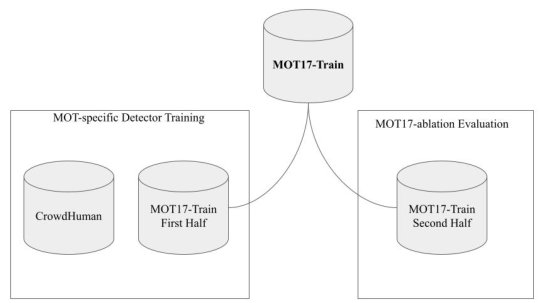 MOT17-Train
MOT-specific Detector Training
MOT17-ablation Evaluation
CrowdHuman
MOT17-Train
First Half
MOT17-Train
Second Half